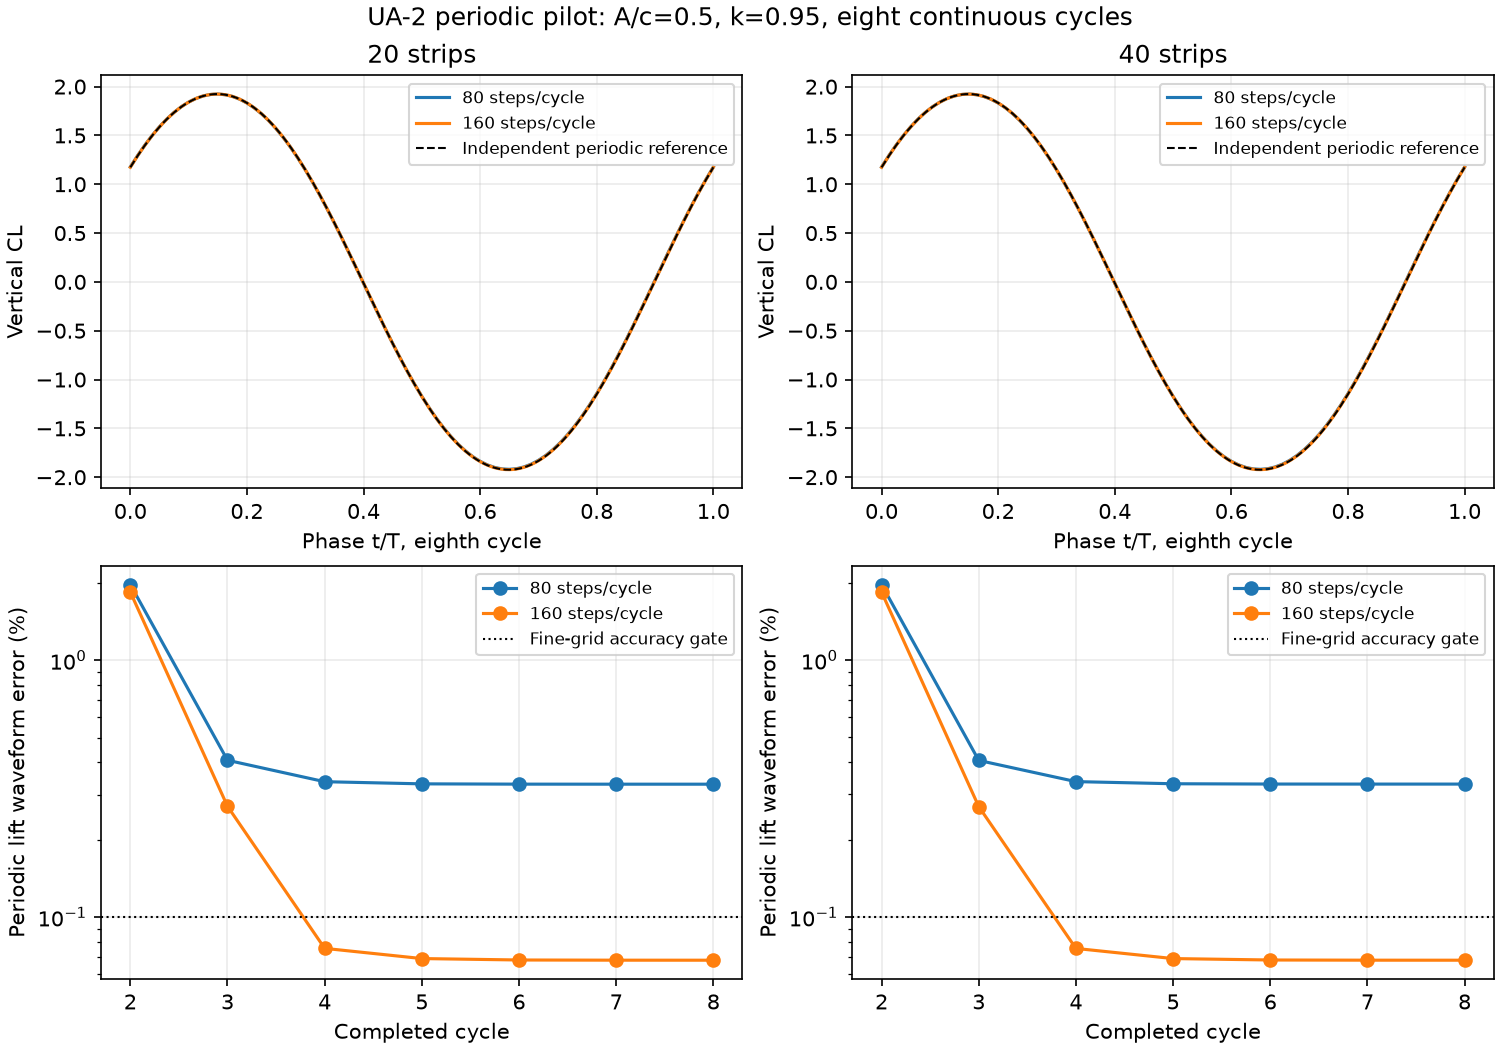 UA-2 periodic pilot: A/c=0.5, k=0.95, eight continuous cycles
20 strips
Vertical CL
2.0
1.5
1.0
0.5
0.0
−0.5
−1.0
−1.5
−2.0
80 steps/cycle
160 steps/cycle
Independent periodic reference
0.0 0.2 0.4 0.6 0.8 1.0
Phase t/T, eighth cycle
40 strips
Vertical CL
2.0
1.5
1.0
0.5
0.0
−0.5
−1.0
−1.5
−2.0
80 steps/cycle
160 steps/cycle
Independent periodic reference
0.0 0.2 0.4 0.6 0.8 1.0
Phase t/T, eighth cycle
Periodic lift waveform error (%)
10⁰
10⁻¹
80 steps/cycle
160 steps/cycle
Fine-grid accuracy gate
2 3 4 5 6 7 8
Completed cycle
Periodic lift waveform error (%)
10⁰
10⁻¹
80 steps/cycle
160 steps/cycle
Fine-grid accuracy gate
2 3 4 5 6 7 8
Completed cycle